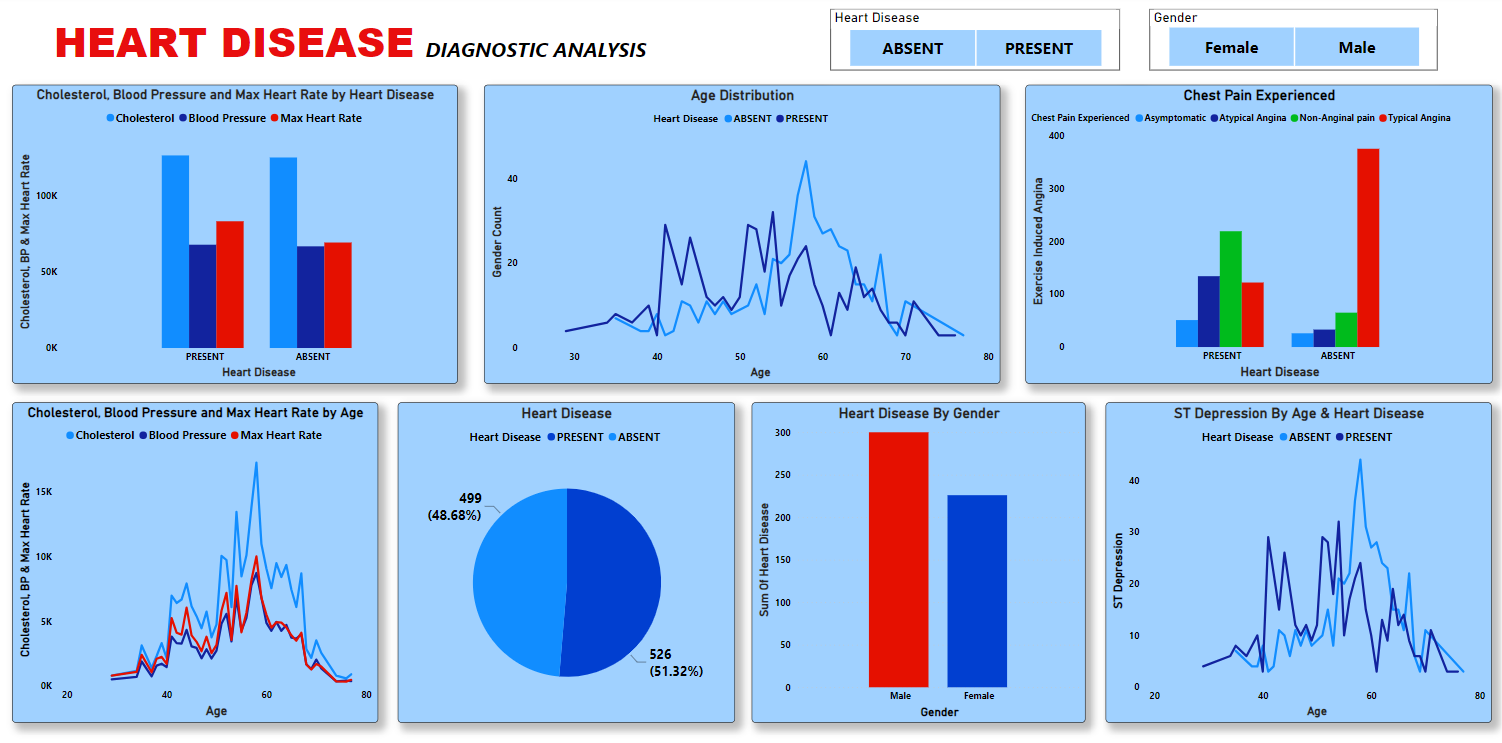 HEART DISEASE DIAGNOSTIC ANALYSIS
Heart Disease
ABSENT PRESENT
Gender
Female Male
Cholesterol, Blood Pressure and Max Heart Rate by Heart Disease
Cholesterol Blood Pressure Max Heart Rate
Cholesterol, BP & Max Heart Rate
100K
50K
0K
PRESENT ABSENT
Heart Disease
Age Distribution
Heart Disease ABSENT PRESENT
Gender Count
40
20
0
30 40 50 60 70 80
Age
Chest Pain Experienced
Chest Pain Experienced Asymptomatic Atypical Angina Non-Anginal pain Typical Angina
Exercise Induced Angina
400
300
200
100
0
PRESENT ABSENT
Heart Disease
Cholesterol, Blood Pressure and Max Heart Rate by Age
Cholesterol Blood Pressure Max Heart Rate
Cholesterol, BP & Max Heart Rate
15K
10K
5K
0K
20 40 60 80
Age
Heart Disease
Heart Disease PRESENT ABSENT
499
(48.68%)
526
(51.32%)
Heart Disease By Gender
Sum Of Heart Disease
300
250
200
150
100
50
0
Male Female
Gender
ST Depression By Age & Heart Disease
Heart Disease ABSENT PRESENT
ST Depression
40
30
20
10
0
20 40 60 80
Age